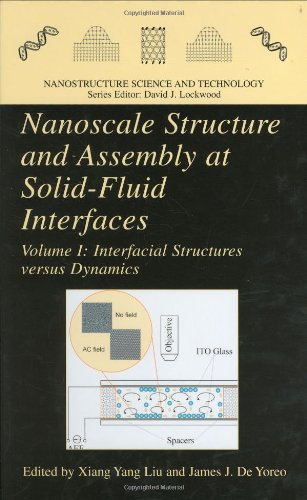 NANOSTRUCTURE SCIENCE AND TECHNOLOGY
Series Editor: David J. Lockwood
Nanoscale Structure
and Assembly at
Solid-Fluid
Interfaces
Volume I: Interfacial Structures
versus Dynamics
No field
AC field
Objective
ITO Glass
Spacers
AEF
Edited by Xiang Yang Liu and James J. De Yoreo